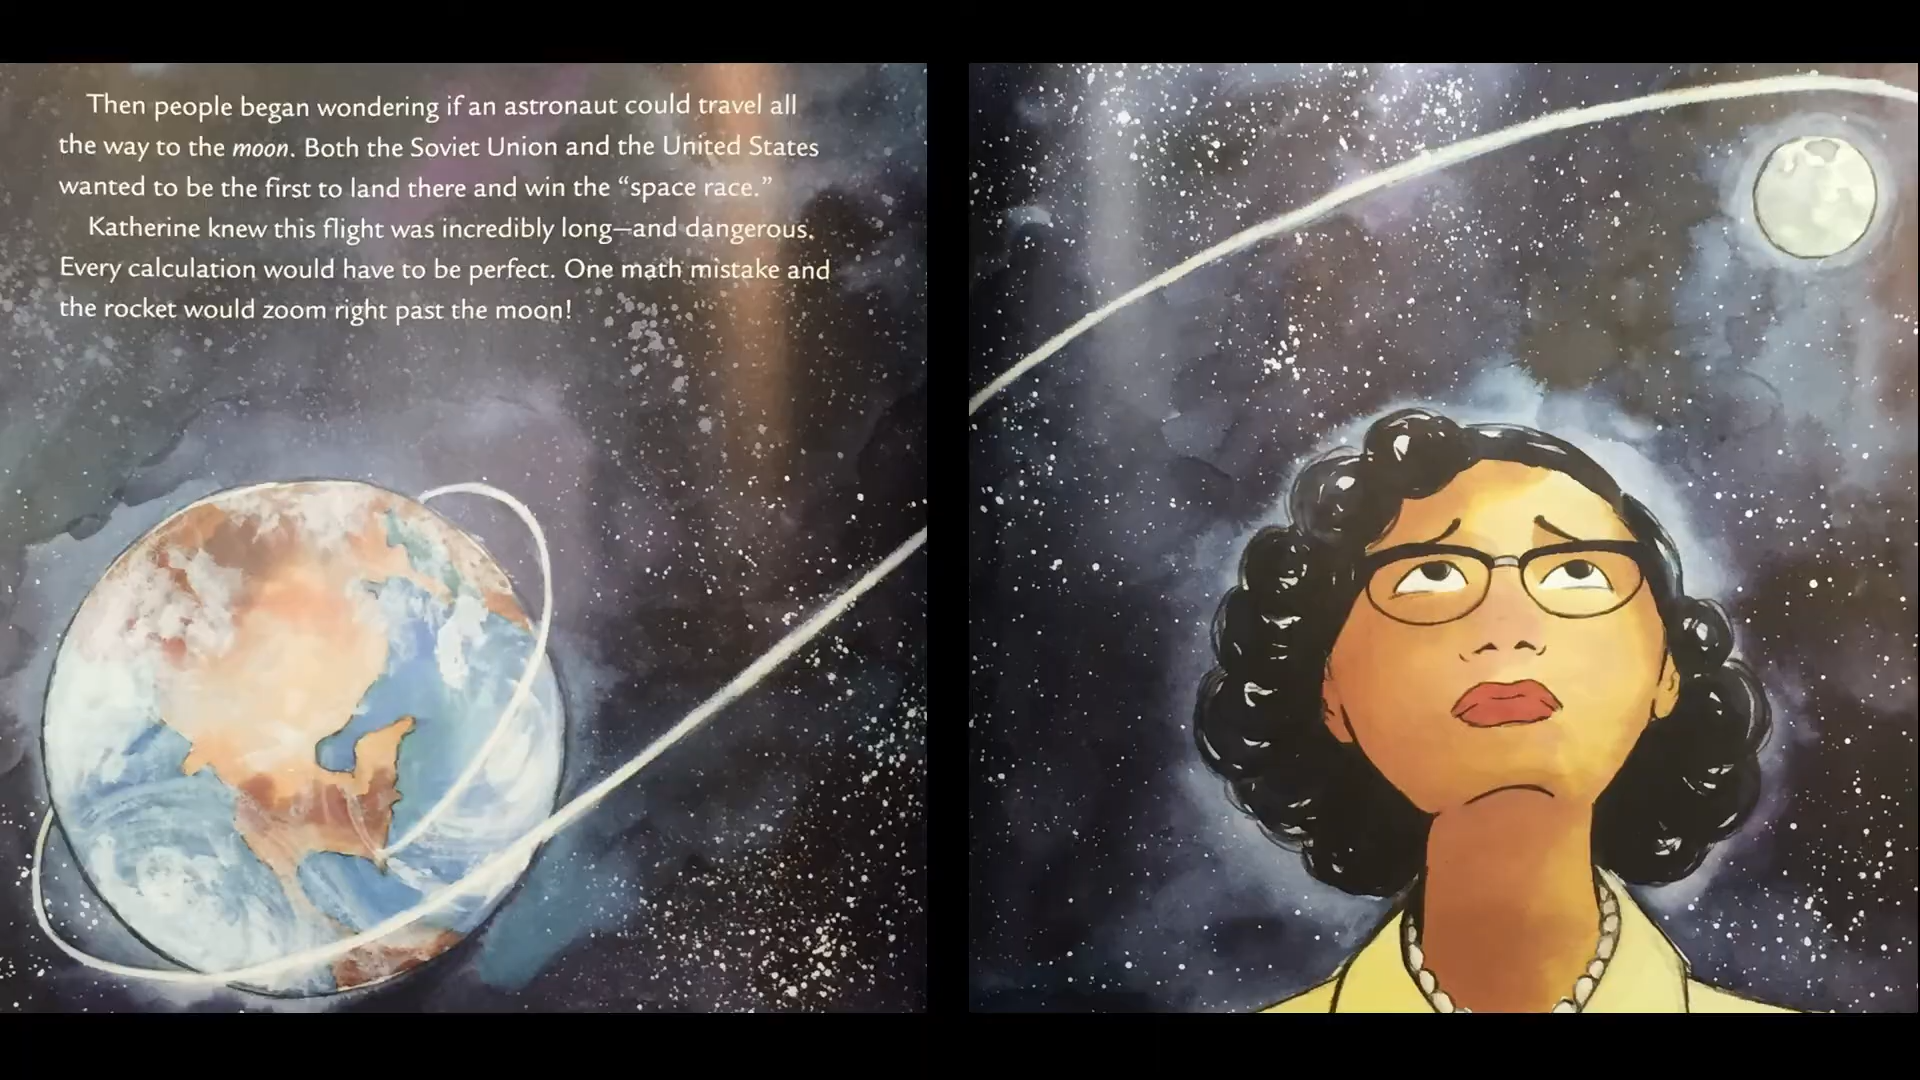 Then people began wondering if an astronaut could travel all
the way to the moon. Both the Soviet Union and the United States
wanted to be the first to land there and win the “space race.”
Katherine knew this flight was incredibly long—and dangerous.
Every calculation would have to be perfect. One math mistake and
the rocket would zoom right past the moon!